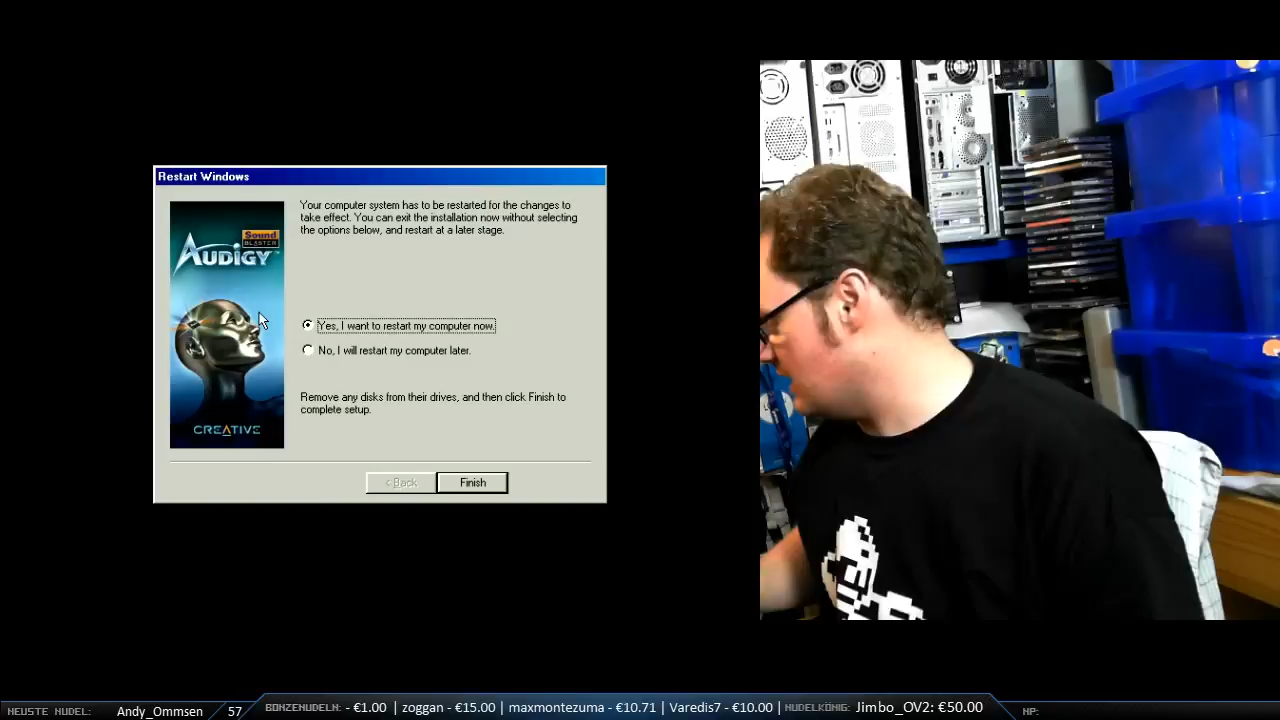 Restart Windows
Your computer system has to be restarted for the changes to
take effect. You can exit the installation now without selecting
the options below, and restart at a later stage.
Sound
BLASTER
AUDIGY™
Yes, I want to restart my computer now.
No, I will restart my computer later.
Remove any disks from their drives, and then click Finish to
complete setup.
CREATIVE
< Back
Finish
NEUSTE NUDEL: Andy_Ommsen 57 BONZENNUDELN: - €1.00 | zoggan - €15.00 | maxmontezuma - €10.71 | Varedis7 - €10.00 | NUDELKÖNIG: Jimbo_OV2: €50.00 HP: